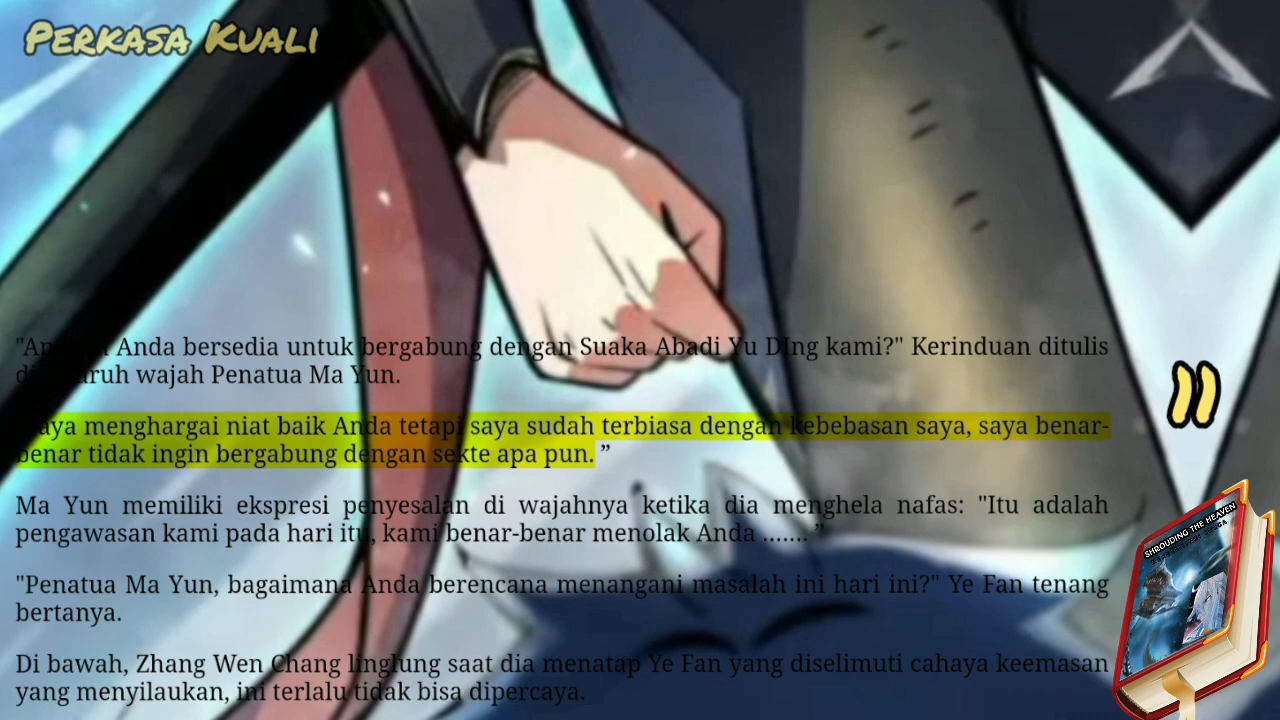 Perkasa Kuali
Anda bersedia untuk bergabung dengan Suaka Abadi Yu DIng kami?" Kerinduan ditulis
wajah Penatua Ma Yun.
saya menghargai niat baik Anda tetapi saya sudah terbiasa dengan kebebasan saya, saya benar-
benar tidak ingin bergabung dengan sekte apa pun. ”
Ma Yun memiliki ekspresi penyesalan di wajahnya ketika dia menghela nafas: "Itu adalah
pengawasan kami pada hari itu, kami benar-benar menolak Anda ……. ”
"Penatua Ma Yun, bagaimana Anda berencana menangani masalah ini hari ini?" Ye Fan tenang
bertanya.
Di bawah, Zhang Wen Chang linglung saat dia menatap Ye Fan yang diselimuti cahaya keemasan
yang menyilaukan, ini terlalu tidak bisa dipercaya.
SHROUDING THE HEAVEN